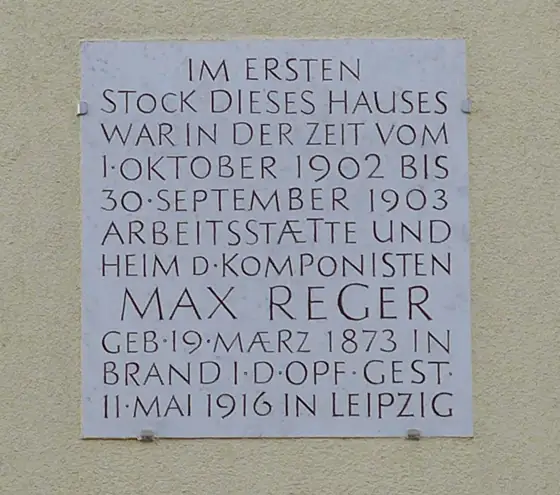 IM ERSTEN
STOCK DIESES HAUSES
WAR IN DER ZEIT VOM
1·OKTOBER 1902 BIS
30·SEPTEMBER 1903
ARBEITSSTÆTTE UND
HEIM D·KOMPONISTEN
MAX REGER
GEB·19·MÆRZ 1873 IN
BRAND I·D·OPF·GEST·
11·MAI 1916 IN LEIPZIG